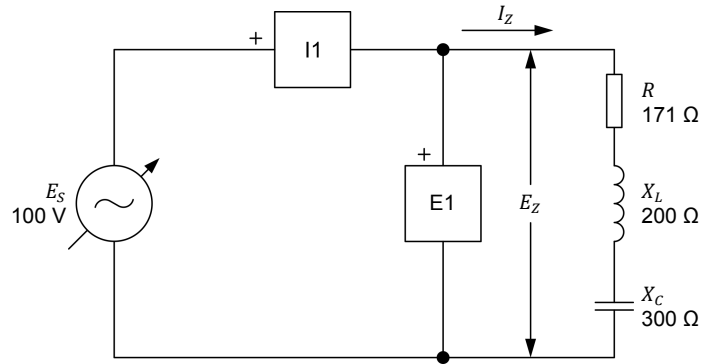 I_Z
+
I1
R
171 Ω
+
E_S
100 V
E1
E_Z
X_L
200 Ω
X_C
300 Ω